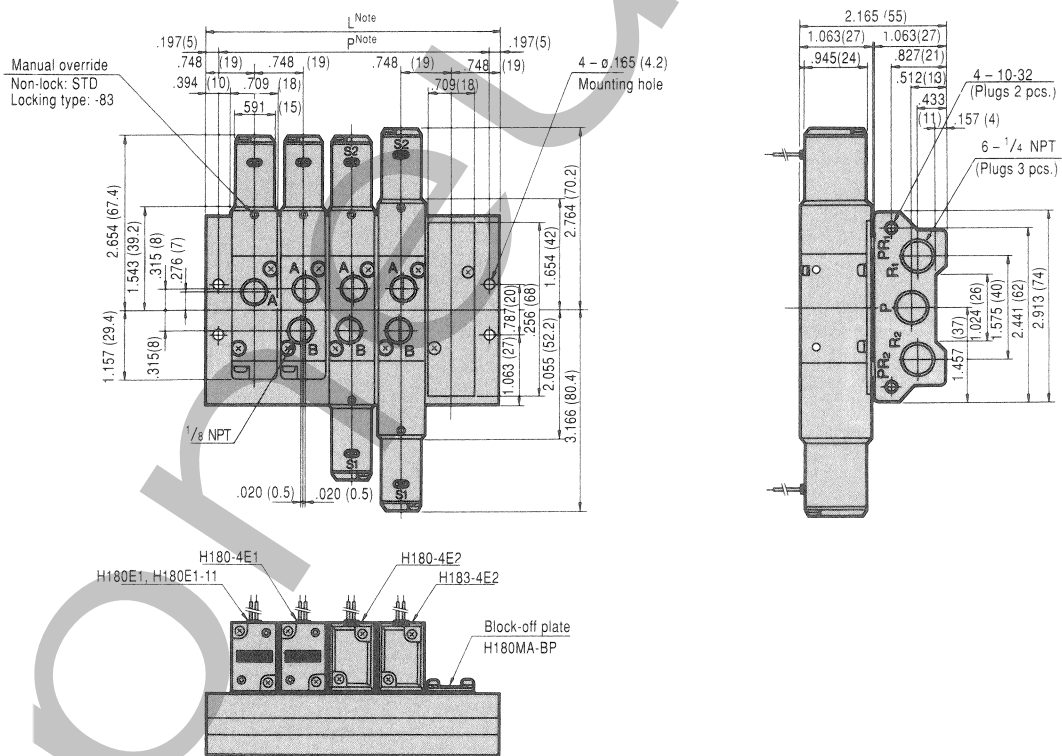 L Note
P Note
.197(5)
.197(5)
.748 (19)
.748 (19)
.748 (19)
.748 (19)
.394 (10)
.709 (18)
.709(18)
.591 (15)
Manual override
Non-lock: STD
Locking type: -83
4 – ø.165 (4.2)
Mounting hole
2.654 (67.4)
1.543 (39.2)
.315 (8)
.276 (7)
1.157 (29.4)
.315(8)
S2
S2
A
A
A
A
B
B
B
S1
S1
2.764 (70.2)
1.654 (42)
.787(20)
256 (68)
1.063 (27)
2.055 (52.2)
3.166 (80.4)
1/8 NPT
.020 (0.5)
.020 (0.5)
2.165 (55)
1.063(27)
1.063(27)
.945(24)
.827(21)
.512(13)
.433 (11)
.157 (4)
4 – 10-32
(Plugs 2 pcs.)
6 – 1/4 NPT
(Plugs 3 pcs.)
PR1
R1
P
R2
PR2
1.457 (37)
1.024 (26)
1.575 (40)
2.441 (62)
2.913 (74)
H180-4E1
H180E1, H180E1-11
H180-4E2
H183-4E2
Block-off plate
H180MA-BP